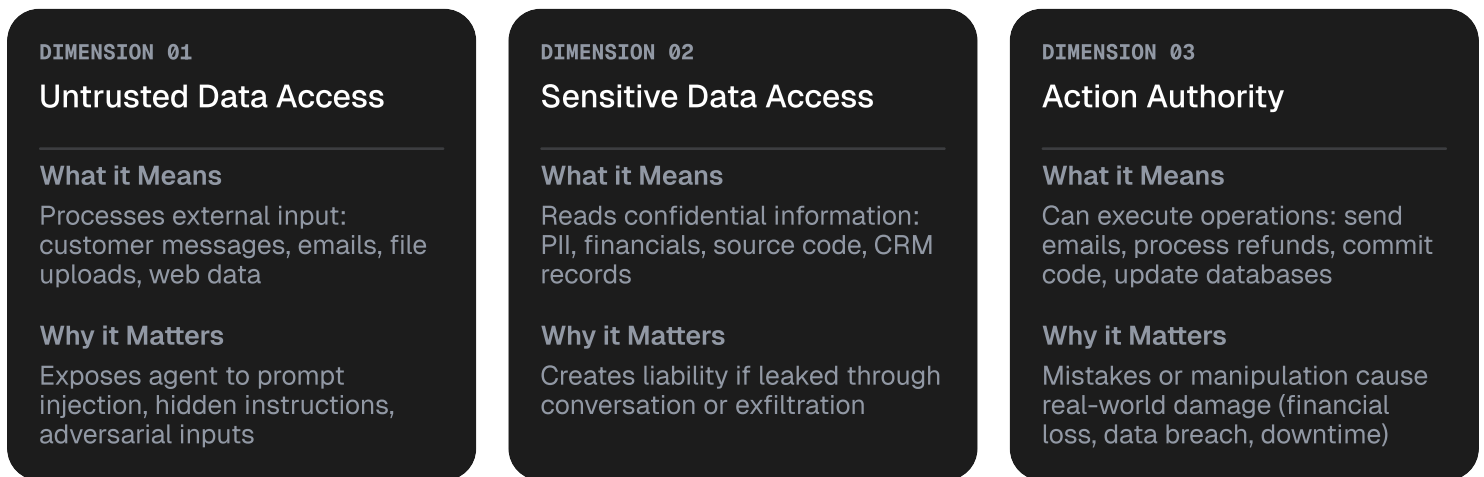 DIMENSION 01
Untrusted Data Access
What it Means
Processes external input:
customer messages, emails, file
uploads, web data
Why it Matters
Exposes agent to prompt
injection, hidden instructions,
adversarial inputs
DIMENSION 02
Sensitive Data Access
What it Means
Reads confidential information:
PII, financials, source code, CRM
records
Why it Matters
Creates liability if leaked through
conversation or exfiltration
DIMENSION 03
Action Authority
What it Means
Can execute operations: send
emails, process refunds, commit
code, update databases
Why it Matters
Mistakes or manipulation cause
real-world damage (financial
loss, data breach, downtime)